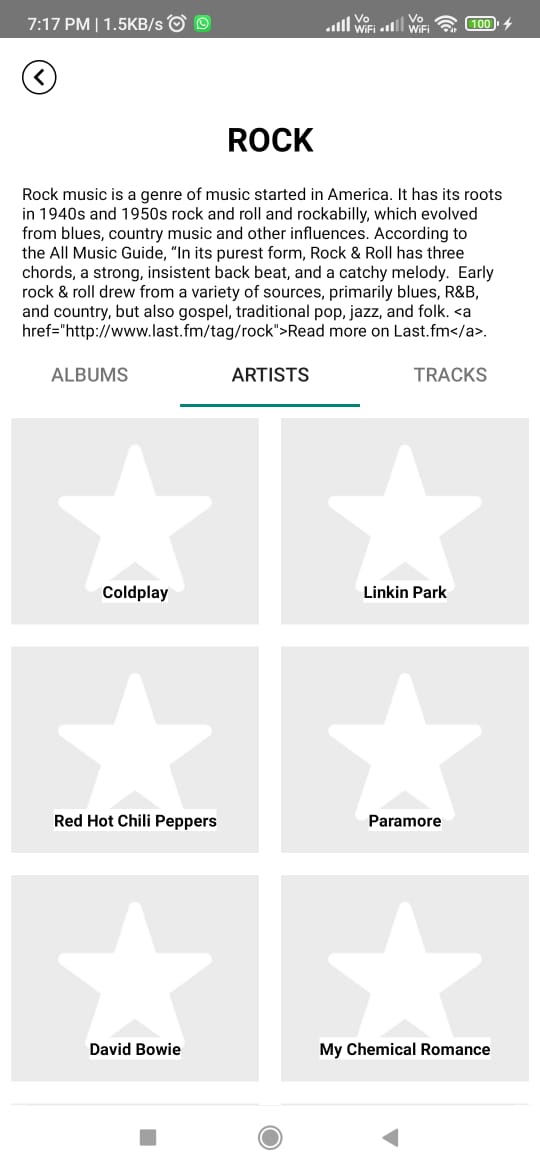 7:17 PM | 1.5KB/s
Vo WiFi Vo WiFi 100
ROCK
Rock music is a genre of music started in America. It has its roots
in 1940s and 1950s rock and roll and rockabilly, which evolved
from blues, country music and other influences. According to
the All Music Guide, “In its purest form, Rock & Roll has three
chords, a strong, insistent back beat, and a catchy melody.  Early
rock & roll drew from a variety of sources, primarily blues, R&B,
and country, but also gospel, traditional pop, jazz, and folk. <a
href="http://www.last.fm/tag/rock">Read more on Last.fm</a>.
ALBUMS ARTISTS TRACKS
Coldplay Linkin Park
Red Hot Chili Peppers Paramore
David Bowie My Chemical Romance